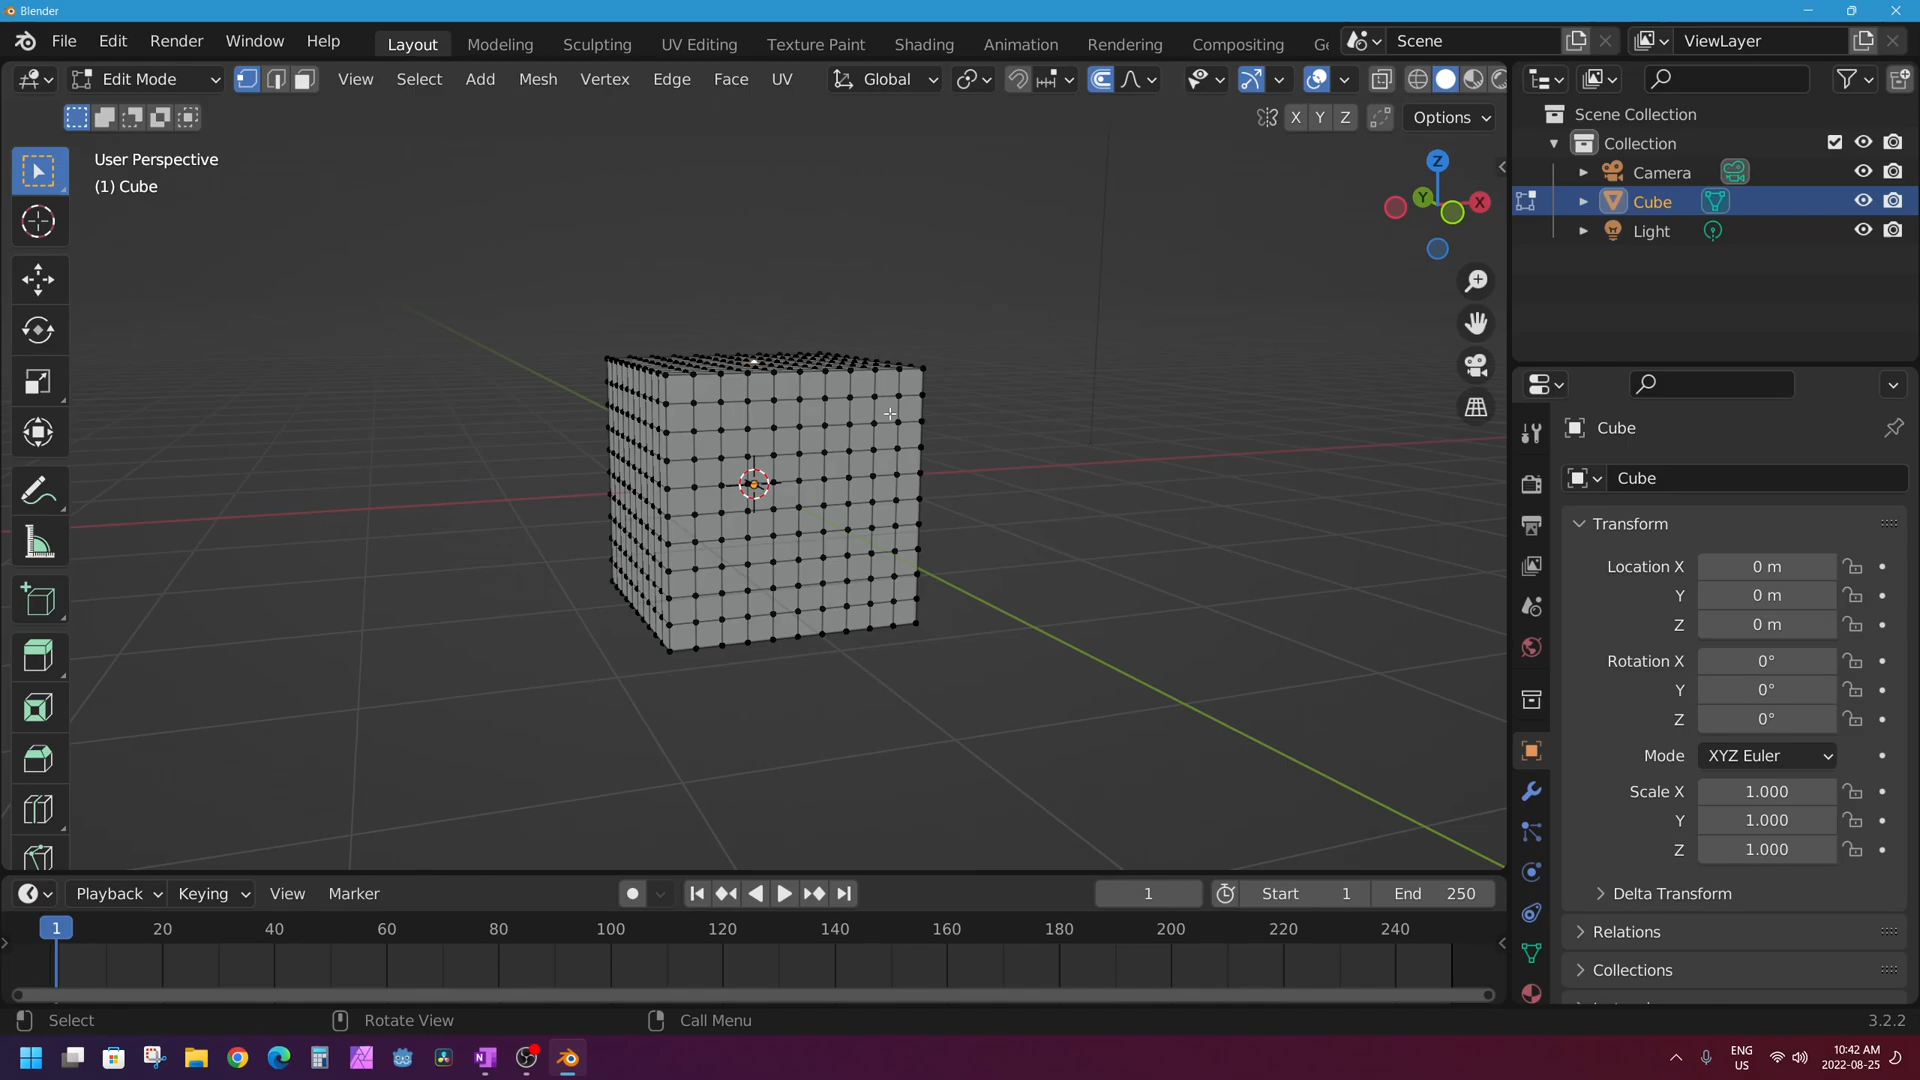 Blender
File Edit Render Window Help Layout Modeling Sculpting UV Editing Texture Paint Shading Animation Rendering Compositing Ge Scene ViewLayer
Edit Mode View Select Add Mesh Vertex Edge Face UV Global
X Y Z Options
User Perspective
(1) Cube
Z
Y
X
Scene Collection
Collection
Camera
Cube
Light
Cube
Cube
Transform
Location X 0 m
Y 0 m
Z 0 m
Rotation X 0°
Y 0°
Z 0°
Mode XYZ Euler
Scale X 1.000
Y 1.000
Z 1.000
Delta Transform
Relations
Collections
Playback Keying View Marker 1 Start 1 End 250
1 20 40 60 80 100 120 140 160 180 200 220 240
Select Rotate View Call Menu 3.2.2
ENG
US
10:42 AM
2022-08-25